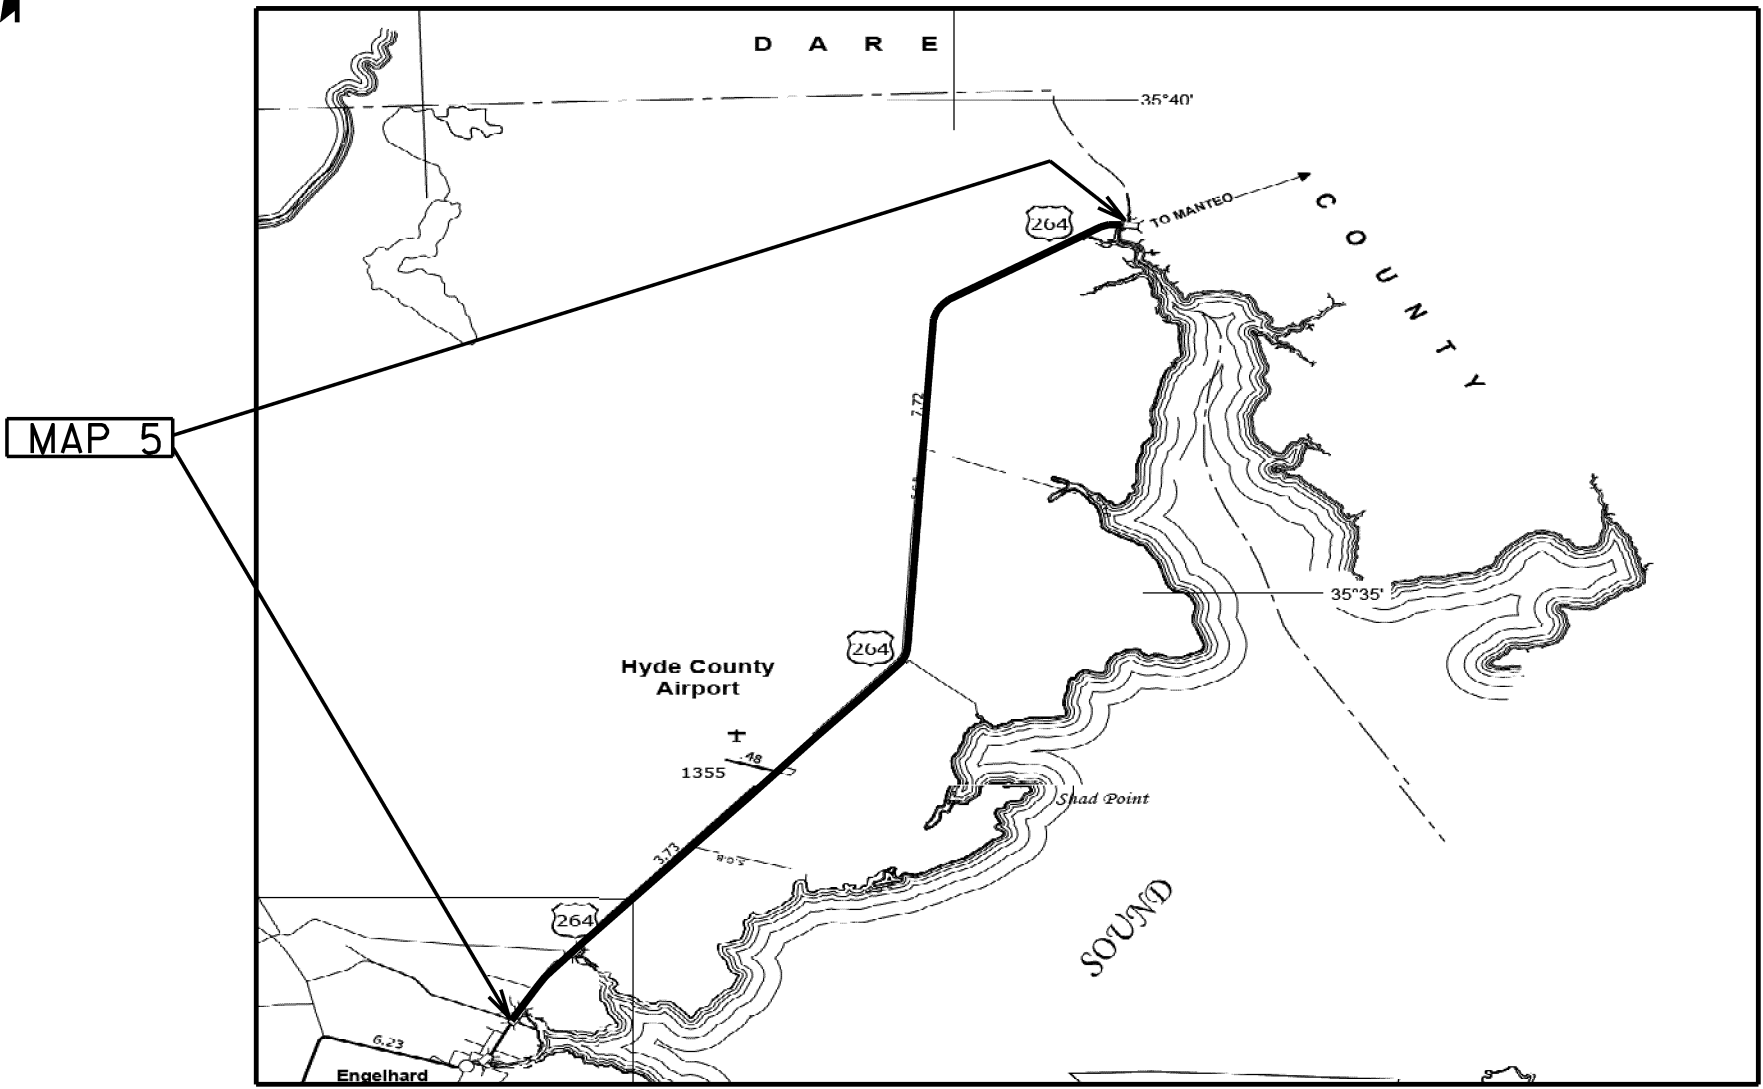 D A R E
35°40'
TO MANTEO
264
C O U N T Y
7.72
MAP 5
35°35'
264
Hyde County
Airport
.48
1355
Shad Point
3.73
S.O.B.
264
SOUND
6.23
Engelhard